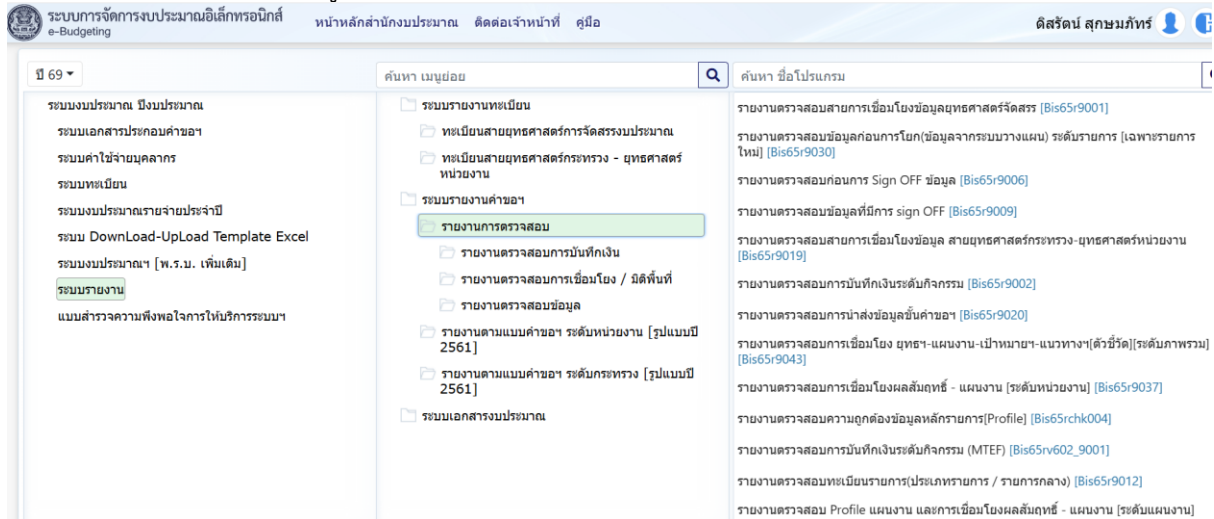 ระบบการจัดการงบประมาณอิเล็กทรอนิกส์
e-Budgeting
หน้าหลักสำนักงบประมาณ ติดต่อเจ้าหน้าที่ คู่มือ
ดิสรัตน์ สุกษมภัทร์
ปี 69
ค้นหา เมนูย่อย
ค้นหา ชื่อโปรแกรม
ระบบงบประมาณ ปีงบประมาณ
ระบบเอกสารประกอบคำขอฯ
ระบบค่าใช้จ่ายบุคลากร
ระบบทะเบียน
ระบบงบประมาณรายจ่ายประจำปี
ระบบ DownLoad-UpLoad Template Excel
ระบบงบประมาณฯ [พ.ร.บ. เพิ่มเติม]
ระบบรายงาน
แบบสำรวจความพึงพอใจการให้บริการระบบฯ
ระบบรายงานทะเบียน
ทะเบียนสายยุทธศาสตร์การจัดสรรงบประมาณ
ทะเบียนสายยุทธศาสตร์กระทรวง - ยุทธศาสตร์
หน่วยงาน
ระบบรายงานคำขอฯ
รายงานการตรวจสอบ
รายงานตรวจสอบการบันทึกเงิน
รายงานตรวจสอบการเชื่อมโยง / มิติพื้นที่
รายงานตรวจสอบข้อมูล
รายงานตามแบบคำขอฯ ระดับหน่วยงาน [รูปแบบปี
2561]
รายงานตามแบบคำขอฯ ระดับกระทรวง [รูปแบบปี
2561]
ระบบเอกสารงบประมาณ
รายงานตรวจสอบสายการเชื่อมโยงข้อมูลยุทธศาสตร์จัดสรร [Bis65r9001]
รายงานตรวจสอบข้อมูลก่อนการโยก(ข้อมูลจากระบบวางแผน) ระดับรายการ [เฉพาะรายการ
ใหม่] [Bis65r9030]
รายงานตรวจสอบก่อนการ Sign OFF ข้อมูล [Bis65r9006]
รายงานตรวจสอบข้อมูลที่มีการ sign OFF [Bis65r9009]
รายงานตรวจสอบสายการเชื่อมโยงข้อมูล สายยุทธศาสตร์กระทรวง-ยุทธศาสตร์หน่วยงาน
[Bis65r9019]
รายงานตรวจสอบการบันทึกเงินระดับกิจกรรม [Bis65r9002]
รายงานตรวจสอบการนำส่งข้อมูลขั้นคำขอฯ [Bis65r9020]
รายงานตรวจสอบการเชื่อมโยง ยุทธฯ-แผนงาน-เป้าหมายฯ-แนวทางฯ[ตัวชี้วัด][ระดับภาพรวม]
[Bis65r9043]
รายงานตรวจสอบการเชื่อมโยงผลสัมฤทธิ์ - แผนงาน [ระดับหน่วยงาน] [Bis65r9037]
รายงานตรวจสอบความถูกต้องข้อมูลหลักรายการ[Profile] [Bis65rchk004]
รายงานตรวจสอบการบันทึกเงินระดับกิจกรรม (MTEF) [Bis65rv602_9001]
รายงานตรวจสอบทะเบียนรายการ(ประเภทรายการ / รายการกลาง) [Bis65r9012]
รายงานตรวจสอบ Profile แผนงาน และการเชื่อมโยงผลสัมฤทธิ์ - แผนงาน [ระดับแผนงาน]